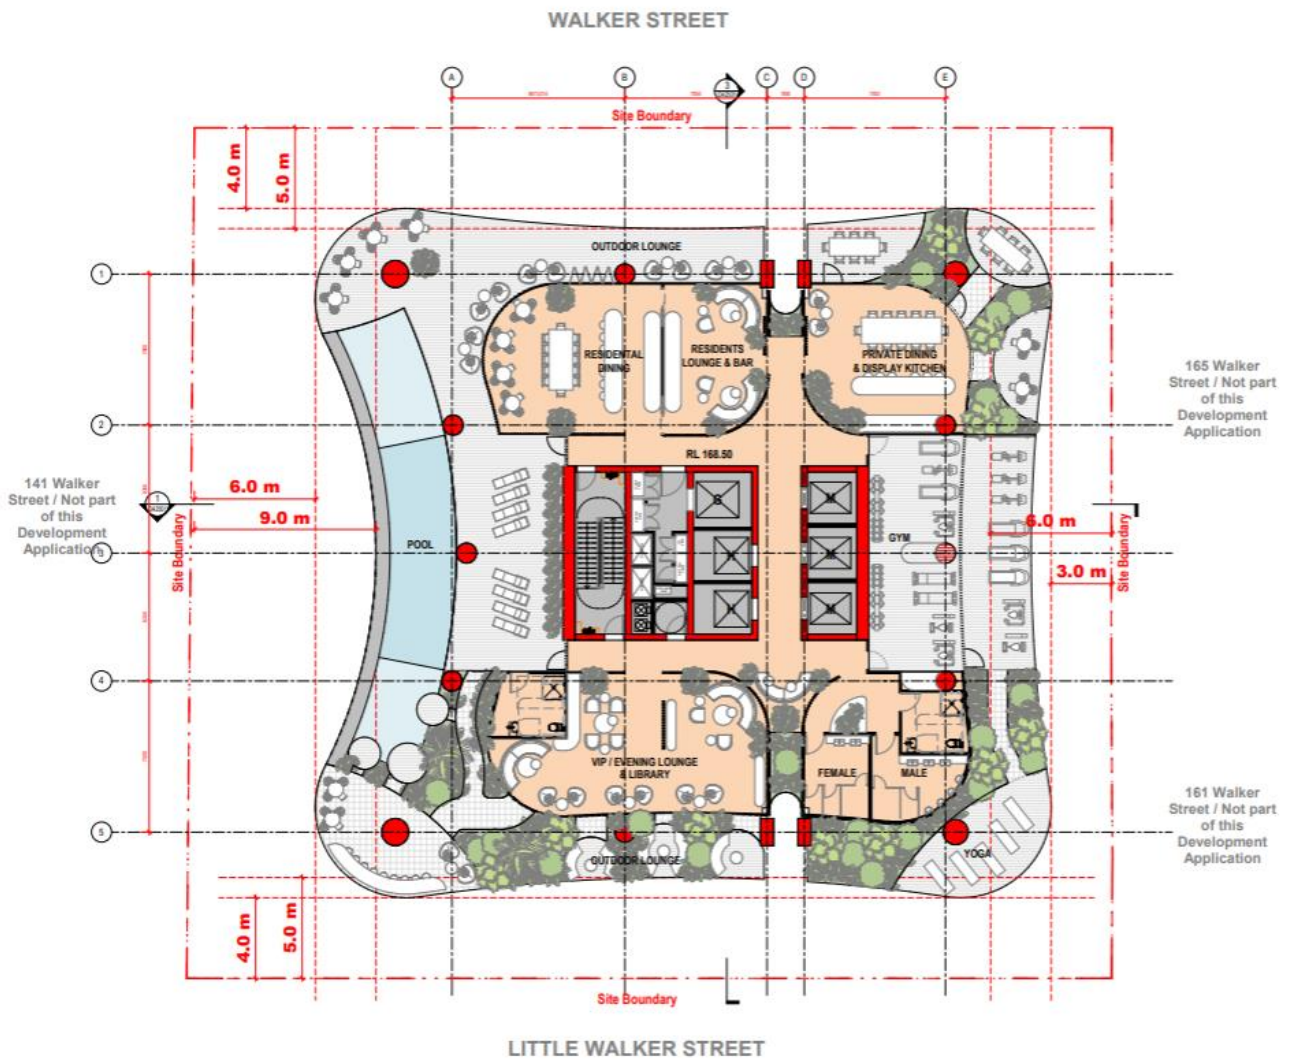 WALKER STREET
A
B
C
D
E
3
Site Boundary
4.0 m
5.0 m
OUTDOOR LOUNGE
1
RESIDENTAL
DINING
RESIDENTS
LOUNGE & BAR
PRIVATE DINING
& DISPLAY KITCHEN
165 Walker
Street / Not part
of this
Development
Application
2
RL 168.50
141 Walker
Street / Not part
of this
Development
Application
1
6.0 m
9.0 m
Site Boundary
POOL
S
H
H
M
M
M
GYM
6.0 m
3.0 m
Site Boundary
3
4
VIP / EVENING LOUNGE
& LIBRARY
FEMALE
MALE
161 Walker
Street / Not part
of this
Development
Application
5
OUTDOOR LOUNGE
YOGA
4.0 m
5.0 m
Site Boundary
LITTLE WALKER STREET